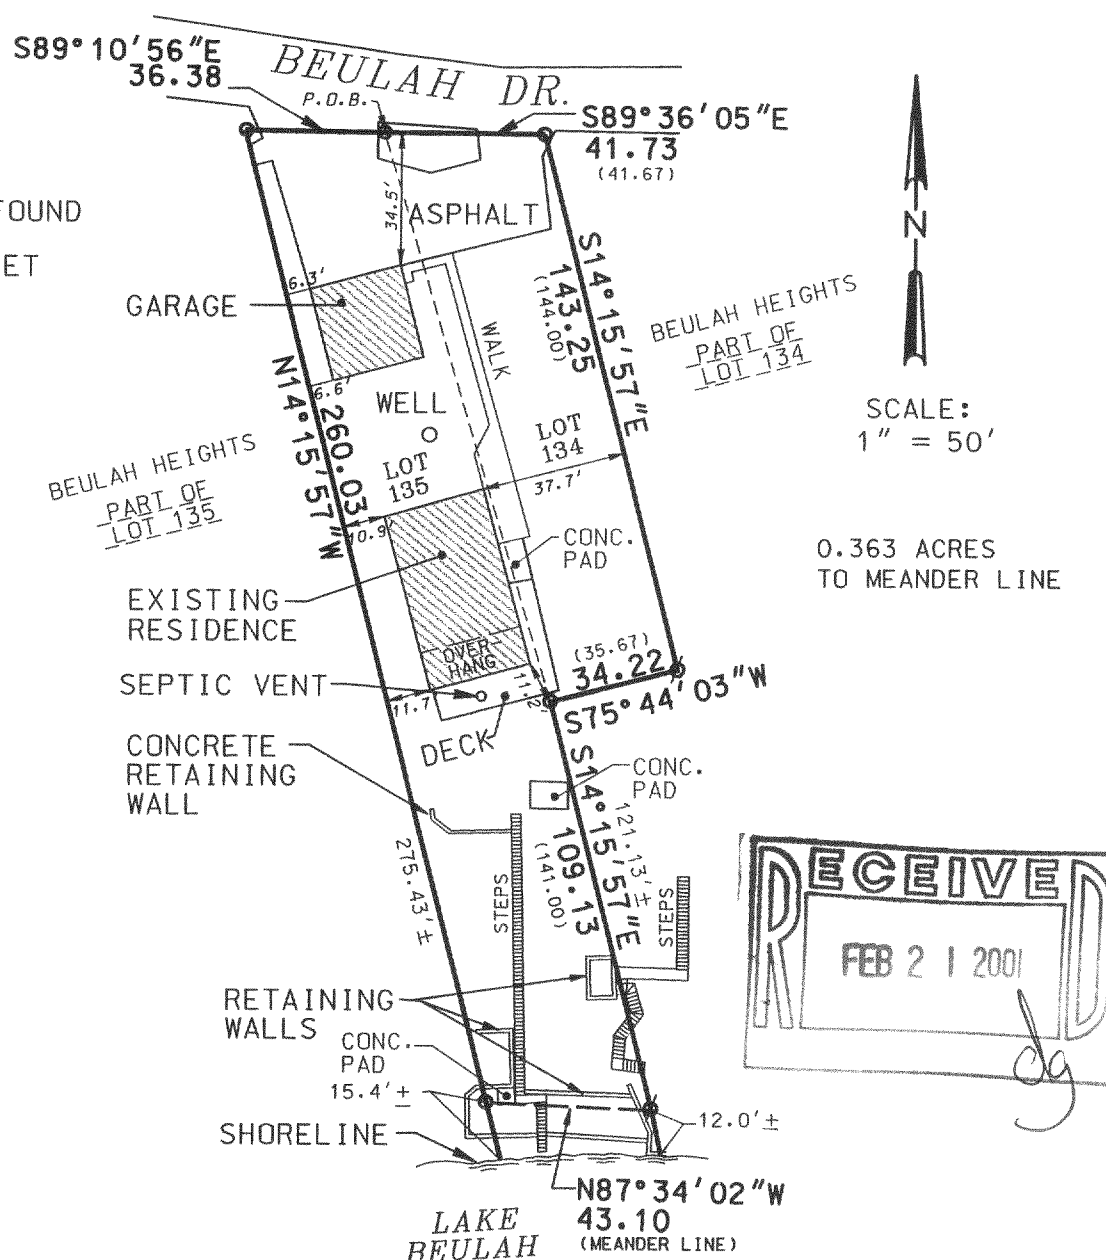 S89°10'56"E
36.38
BEULAH DR.
P.O.B.
S89°36'05"E
41.73
(41.67)
FOUND
ET
34.5'
ASPHALT
N
6.3'
GARAGE
S14°15'57"E
143.25
(144.00)
BEULAH HEIGHTS
PART OF
LOT 134
WALK
6.6'
WELL
SCALE:
1" = 50'
N14°15'57"W
260.03
LOT
134
LOT
135
37.7'
BEULAH HEIGHTS
PART OF
LOT 135
10.9'
CONC.
PAD
0.363 ACRES
TO MEANDER LINE
EXISTING
RESIDENCE
OVER-
HANG
(35.67)
34.22
S75°44'03"W
SEPTIC VENT
11.7
11.2'
DECK
CONCRETE
RETAINING
WALL
CONC.
PAD
S14°15'57"E
121.13'±
109.13
(141.00)
275.43'±
STEPS
STEPS
RECEIVED
FEB 21 2001
RETAINING
WALLS
CONC.
PAD
15.4'±
12.0'±
SHORELINE
N87°34'02"W
43.10
(MEANDER LINE)
LAKE
BEULAH